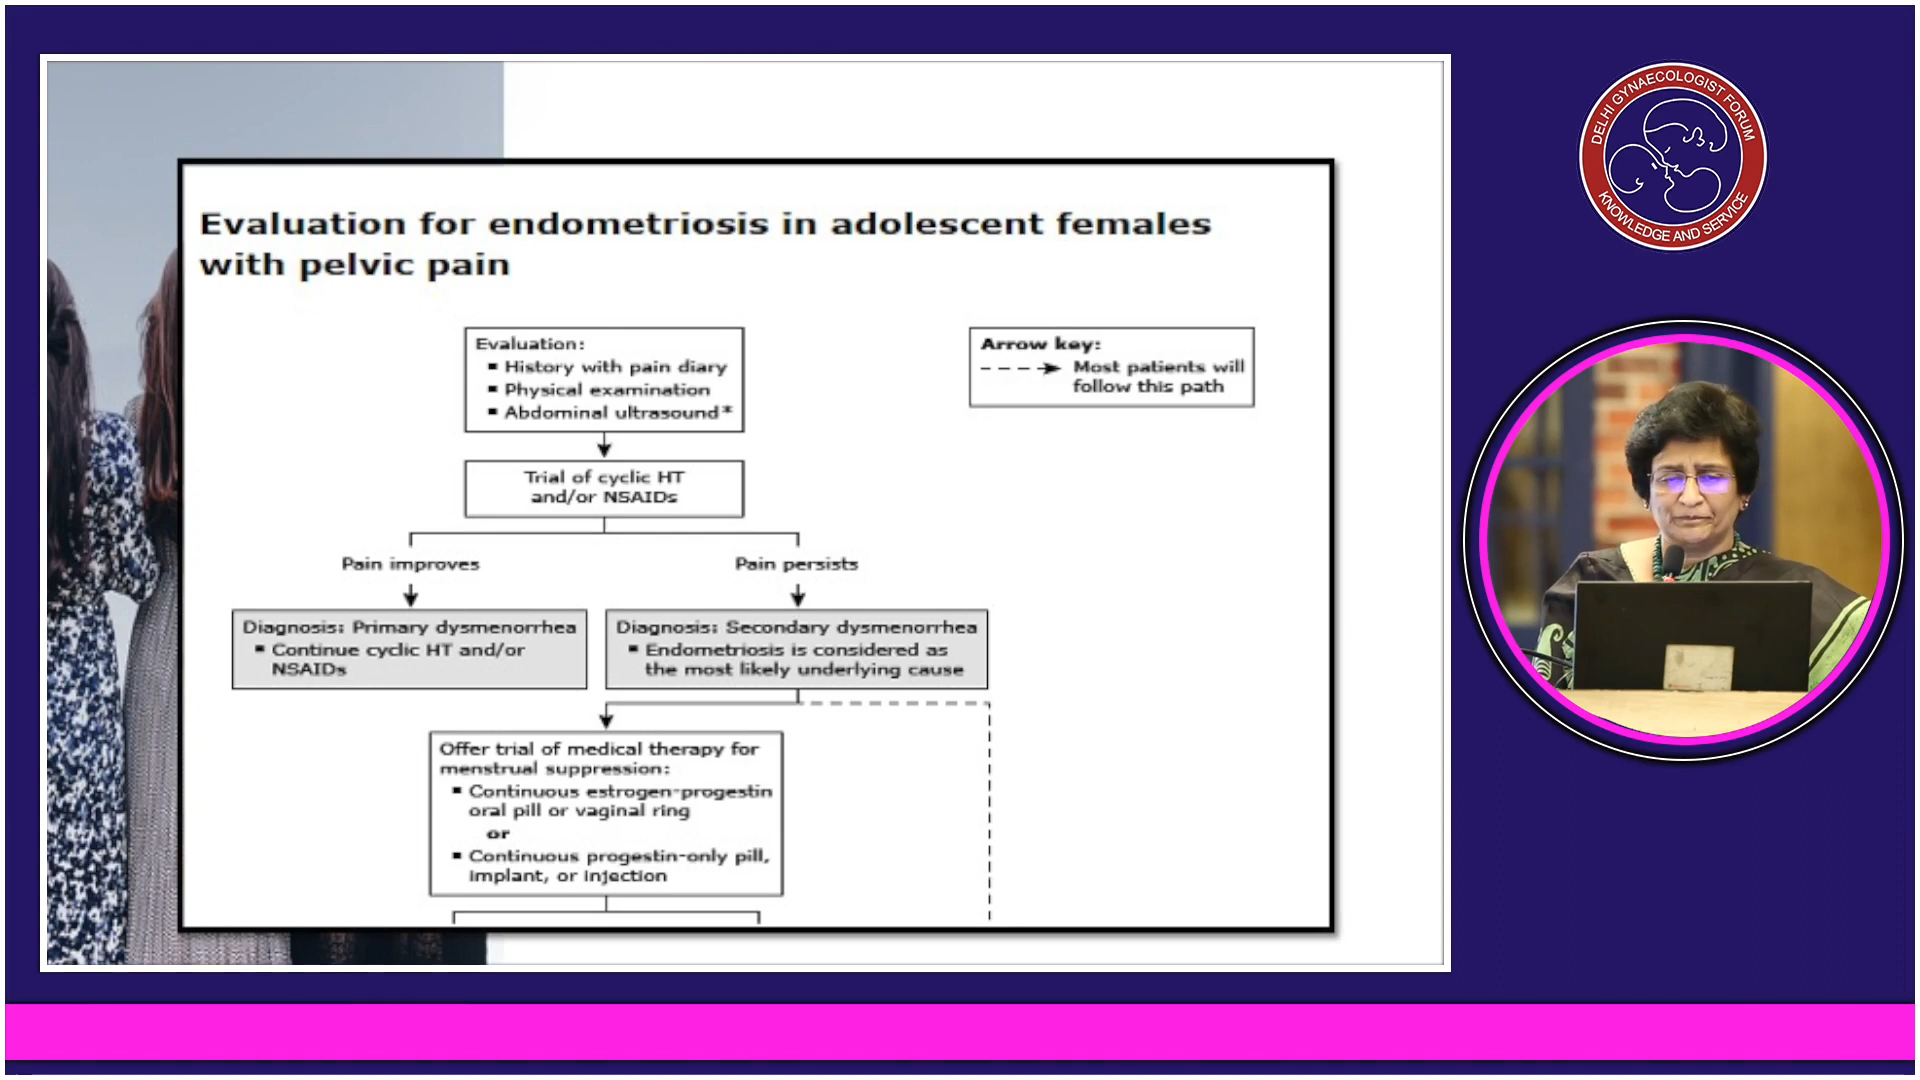 DELHI GYNAECOLOGIST FORUM
KNOWLEDGE AND SERVICE
Evaluation for endometriosis in adolescent females
with pelvic pain
Evaluation:
▪ History with pain diary
▪ Physical examination
▪ Abdominal ultrasound*
Arrow key:
Most patients will
follow this path
Trial of cyclic HT
and/or NSAIDs
Pain improves
Pain persists
Diagnosis: Primary dysmenorrhea
▪ Continue cyclic HT and/or
NSAIDs
Diagnosis: Secondary dysmenorrhea
▪ Endometriosis is considered as
the most likely underlying cause
Offer trial of medical therapy for
menstrual suppression:
▪ Continuous estrogen-progestin
oral pill or vaginal ring
or
▪ Continuous progestin-only pill,
implant, or injection